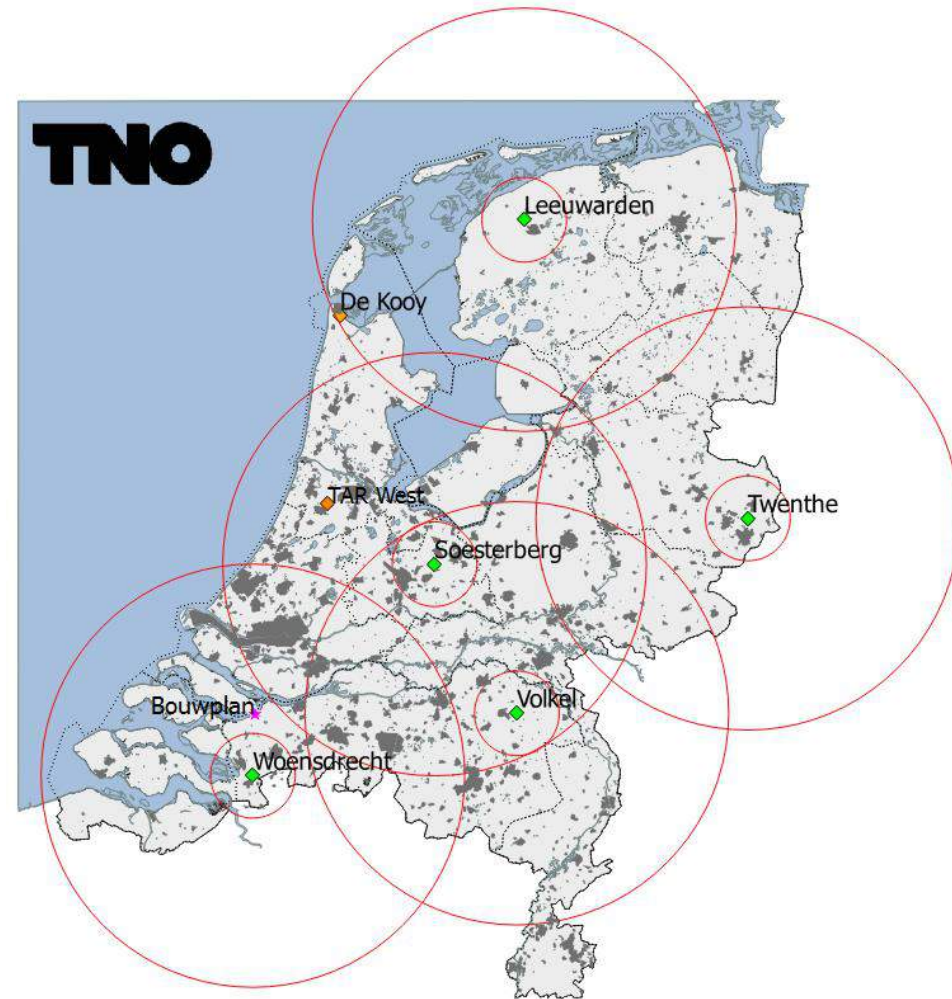 TNO
Leeuwarden
De Kooy
TAR West
Twenthe
Soesterberg
Volkel
Bouwplan
Woensdrecht